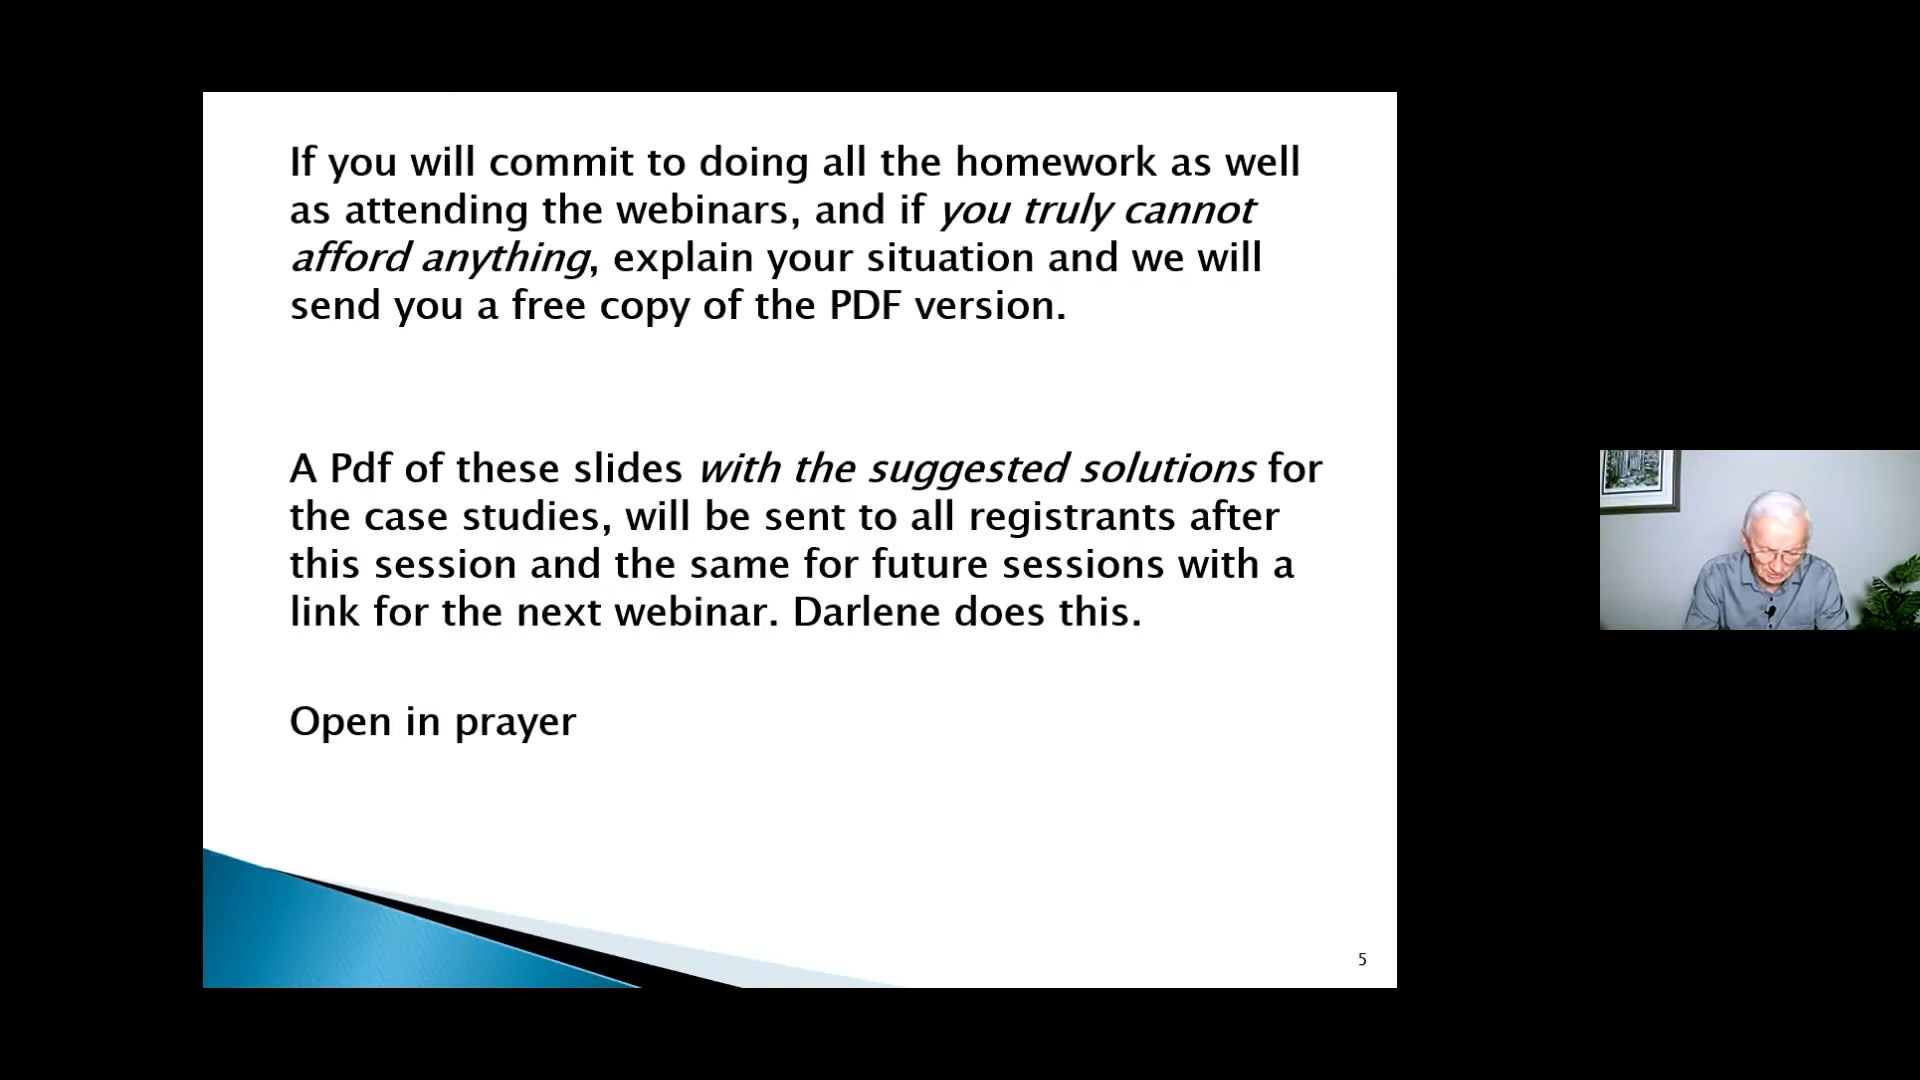 If you will commit to doing all the homework as well
as attending the webinars, and if you truly cannot
afford anything, explain your situation and we will
send you a free copy of the PDF version.
A Pdf of these slides with the suggested solutions for
the case studies, will be sent to all registrants after
this session and the same for future sessions with a
link for the next webinar. Darlene does this.
Open in prayer
5